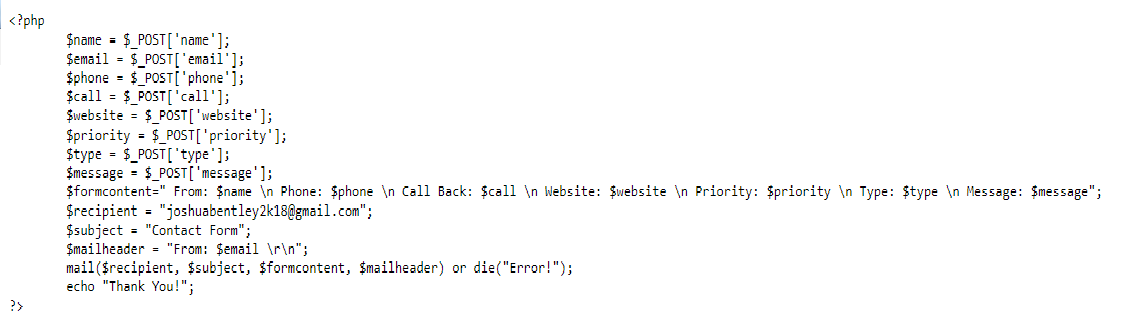 <?php
$name = $_POST['name'];
$email = $_POST['email'];
$phone = $_POST['phone'];
$call = $_POST['call'];
$website = $_POST['website'];
$priority = $_POST['priority'];
$type = $_POST['type'];
$message = $_POST['message'];
$formcontent=" From: $name \n Phone: $phone \n Call Back: $call \n Website: $website \n Priority: $priority \n Type: $type \n Message: $message";
$recipient = "joshuabentley2k18@gmail.com";
$subject = "Contact Form";
$mailheader = "From: $email \r\n";
mail($recipient, $subject, $formcontent, $mailheader) or die("Error!");
echo "Thank You!";
?>